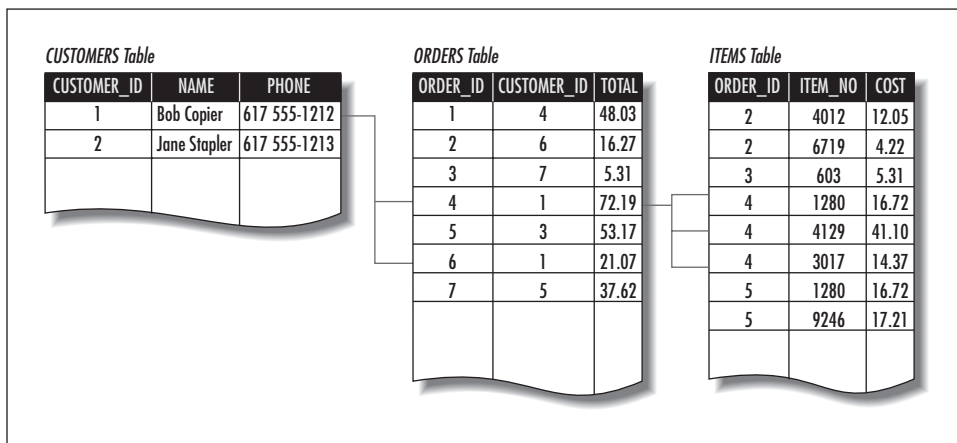 CUSTOMERS Table
CUSTOMER_ID NAME PHONE
1 Bob Copier 617 555-1212
2 Jane Stapler 617 555-1213
ORDERS Table
ORDER_ID CUSTOMER_ID TOTAL
1 4 48.03
2 6 16.27
3 7 5.31
4 1 72.19
5 3 53.17
6 1 21.07
7 5 37.62
ITEMS Table
ORDER_ID ITEM_NO COST
2 4012 12.05
2 6719 4.22
3 603 5.31
4 1280 16.72
4 4129 41.10
4 3017 14.37
5 1280 16.72
5 9246 17.21